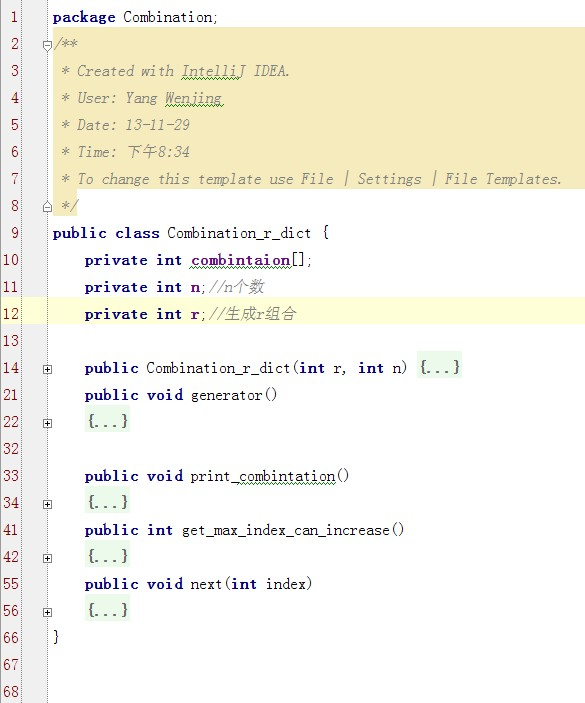 1 package Combination;
2 /**
3 * Created with IntelliJ IDEA.
4 * User: Yang Wenjing
5 * Date: 13-11-29
6 * Time: 下午8:34
7 * To change this template use File | Settings | File Templates.
8 */
9 public class Combination_r_dict {
10 private int combintaion[];
11 private int n;//n个数
12 private int r;//生成r组合
13
14 public Combination_r_dict(int r, int n) {...}
21 public void generator()
22 {...}
32
33 public void print_combintation()
34 {...}
41 public int get_max_index_can_increase()
42 {...}
55 public void next(int index)
56 {...}
66 }
67
68